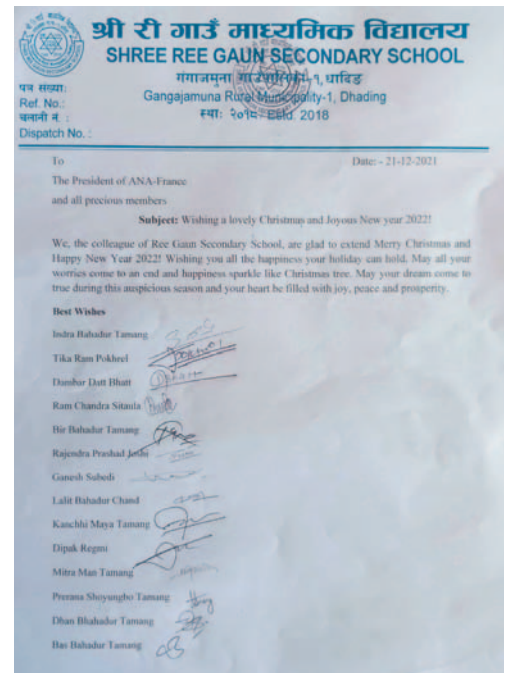 श्री री गाउँ माध्यमिक विद्यालय
SHREE REE GAUN SECONDARY SCHOOL
गंगाजमुना गाउँपालिका-१, धादिङ
Gangajamuna Rural Municipality-1, Dhading
स्था: २०१८ Estd. 2018
पत्र संख्या:
Ref. No.:
चलानी नं. :
Dispatch No. :
To
Date: - 21-12-2021
The President of ANA-France
and all precious members
Subject: Wishing a lovely Christmas and Joyous New year 2022!
We, the colleague of Ree Gaun Secondary School, are glad to extend Merry Christmas and
Happy New Year 2022! Wishing you all the happiness your holiday can hold. May all your
worries come to an end and happiness sparkle like Christmas tree. May your dream come to
true during this auspicious season and your heart be filled with joy, peace and prosperity.
Best Wishes
Indra Bahadur Tamang
Tika Ram Pokhrel
Dambar Datt Bhatt
Ram Chandra Sitaula
Bir Bahadur Tamang
Rajendra Prashad Joshi
Ganesh Subedi
Lalit Bahadur Chand
Kanchhi Maya Tamang
Dipak Regmi
Mitra Man Tamang
Prerana Shoyungbo Tamang
Dhan Bhahadur Tamang
Bas Bahadur Tamang